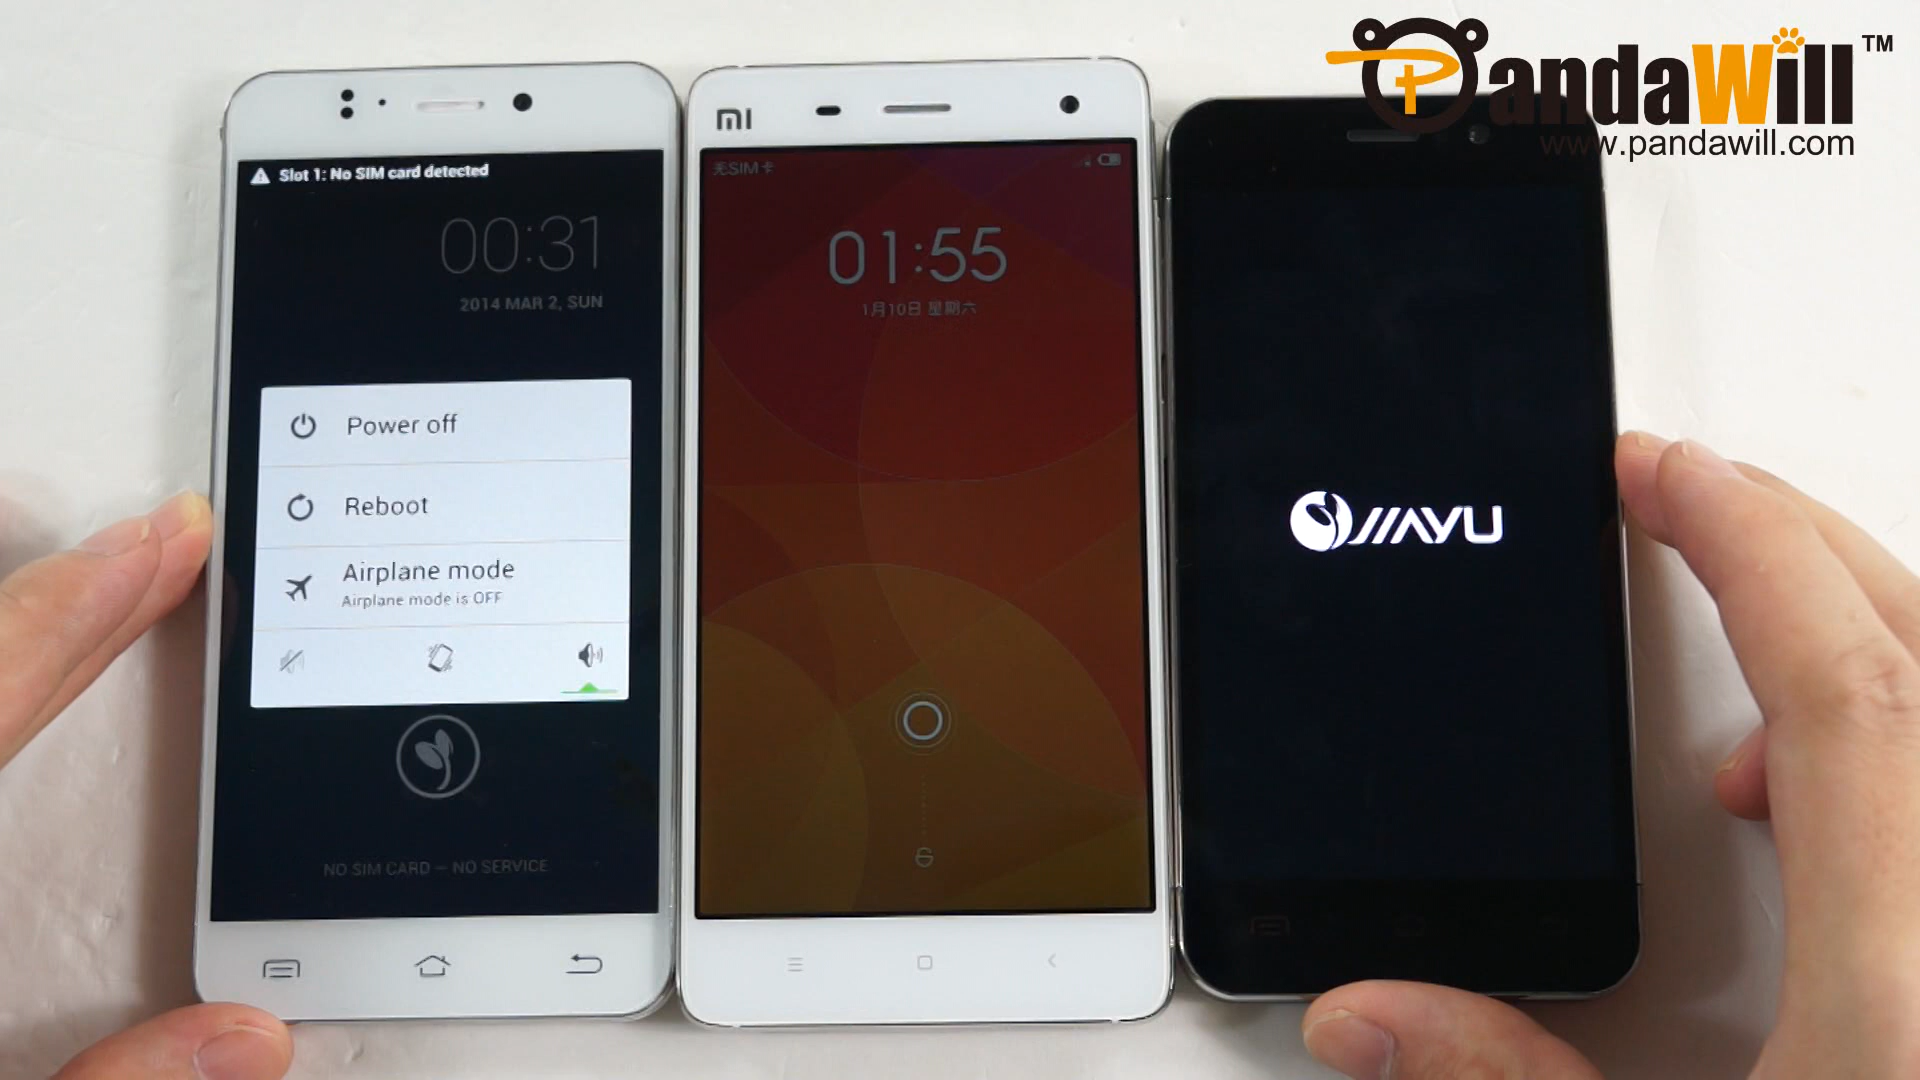 PandaWill™
www.pandawill.com
Slot 1: No SIM card detected
00:31
2014 MAR 2, SUN
Power off
Reboot
Airplane mode
Airplane mode is OFF
NO SIM CARD — NO SERVICE
MI
无SIM卡
01:55
1月10日 星期六
JIAYU